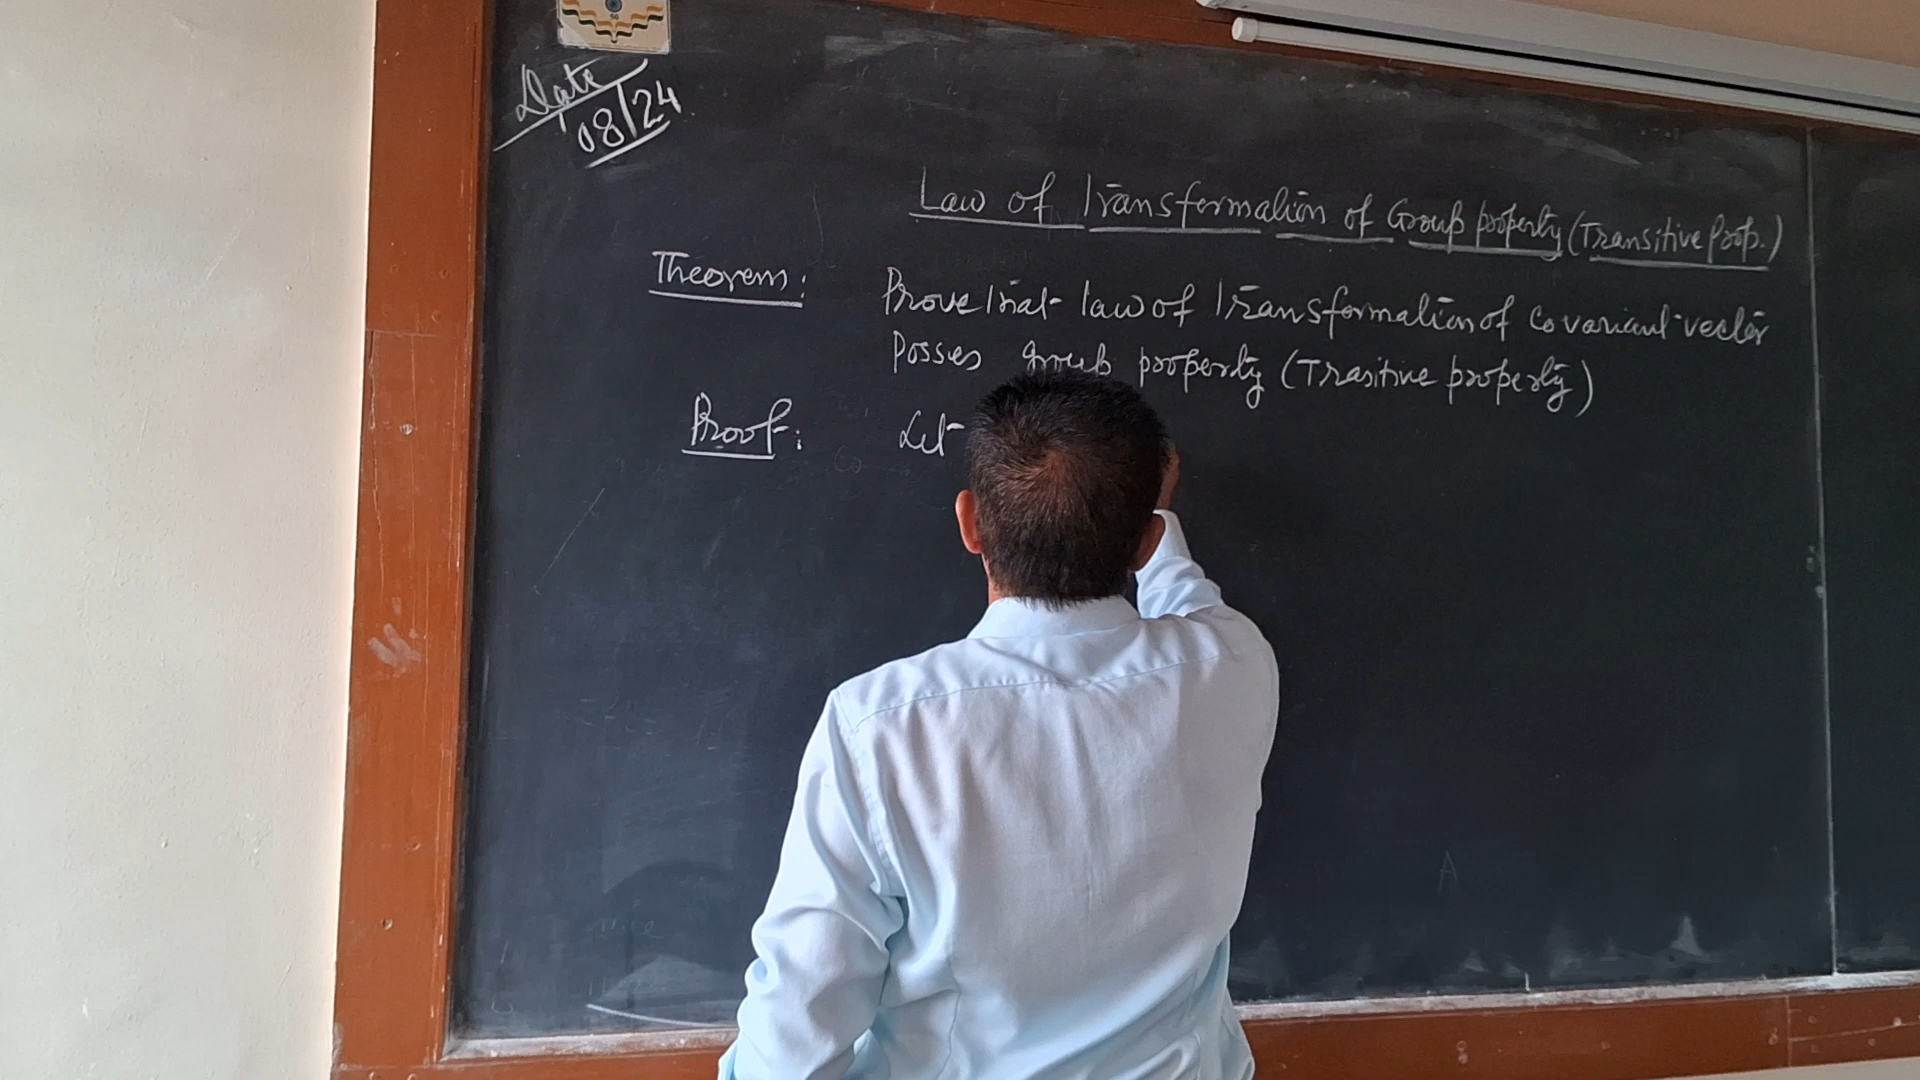 Date
08/24
Law of Transformation of Group property (Transitive Prop.)
Theorem: Prove that law of transformation of covariant vector
Posses group property (Trasitive property)
Proof: Let
A